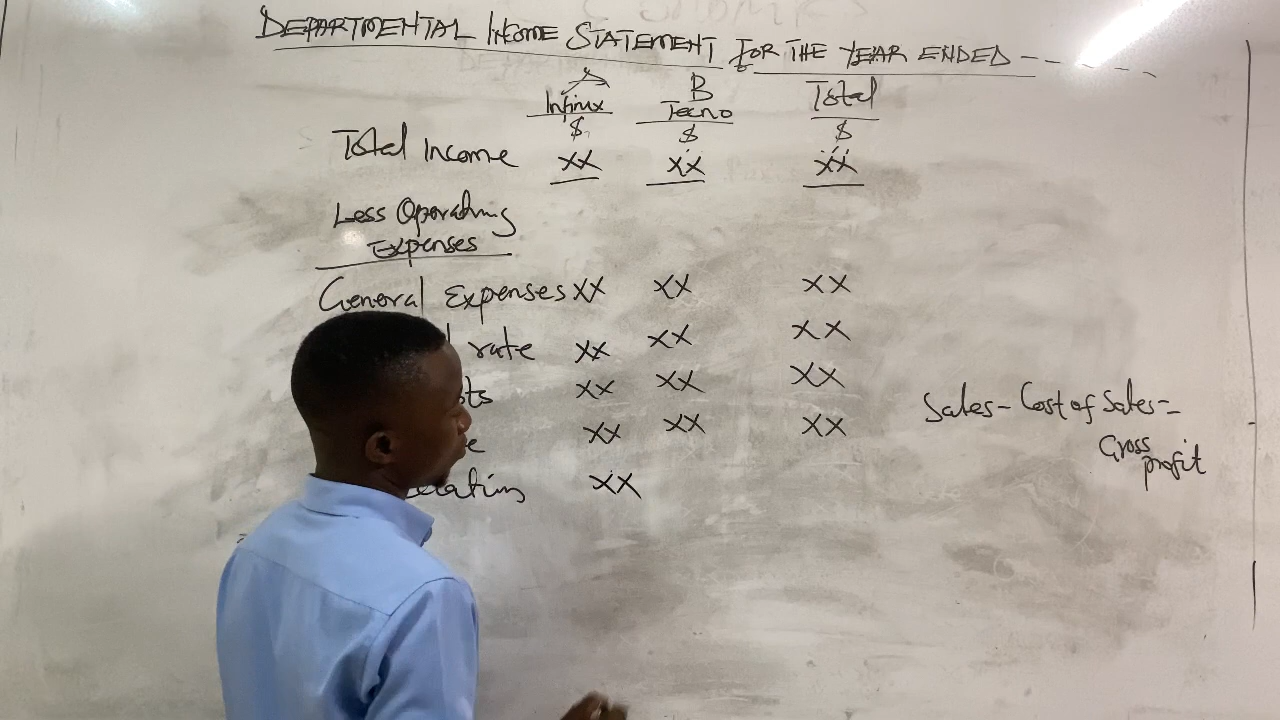 DEPARTMENTAL INCOME STATEMENT FOR THE YEAR ENDED ------
A B Total
Infinix Tecno
$ $ $
Total Income XX XX XX
Less Operating
Expenses
General Expenses XX XX XX
rate XX XX XX
XX XX XX
XX XX XX
XX
Sales - Cost of Sales =
Gross
profit